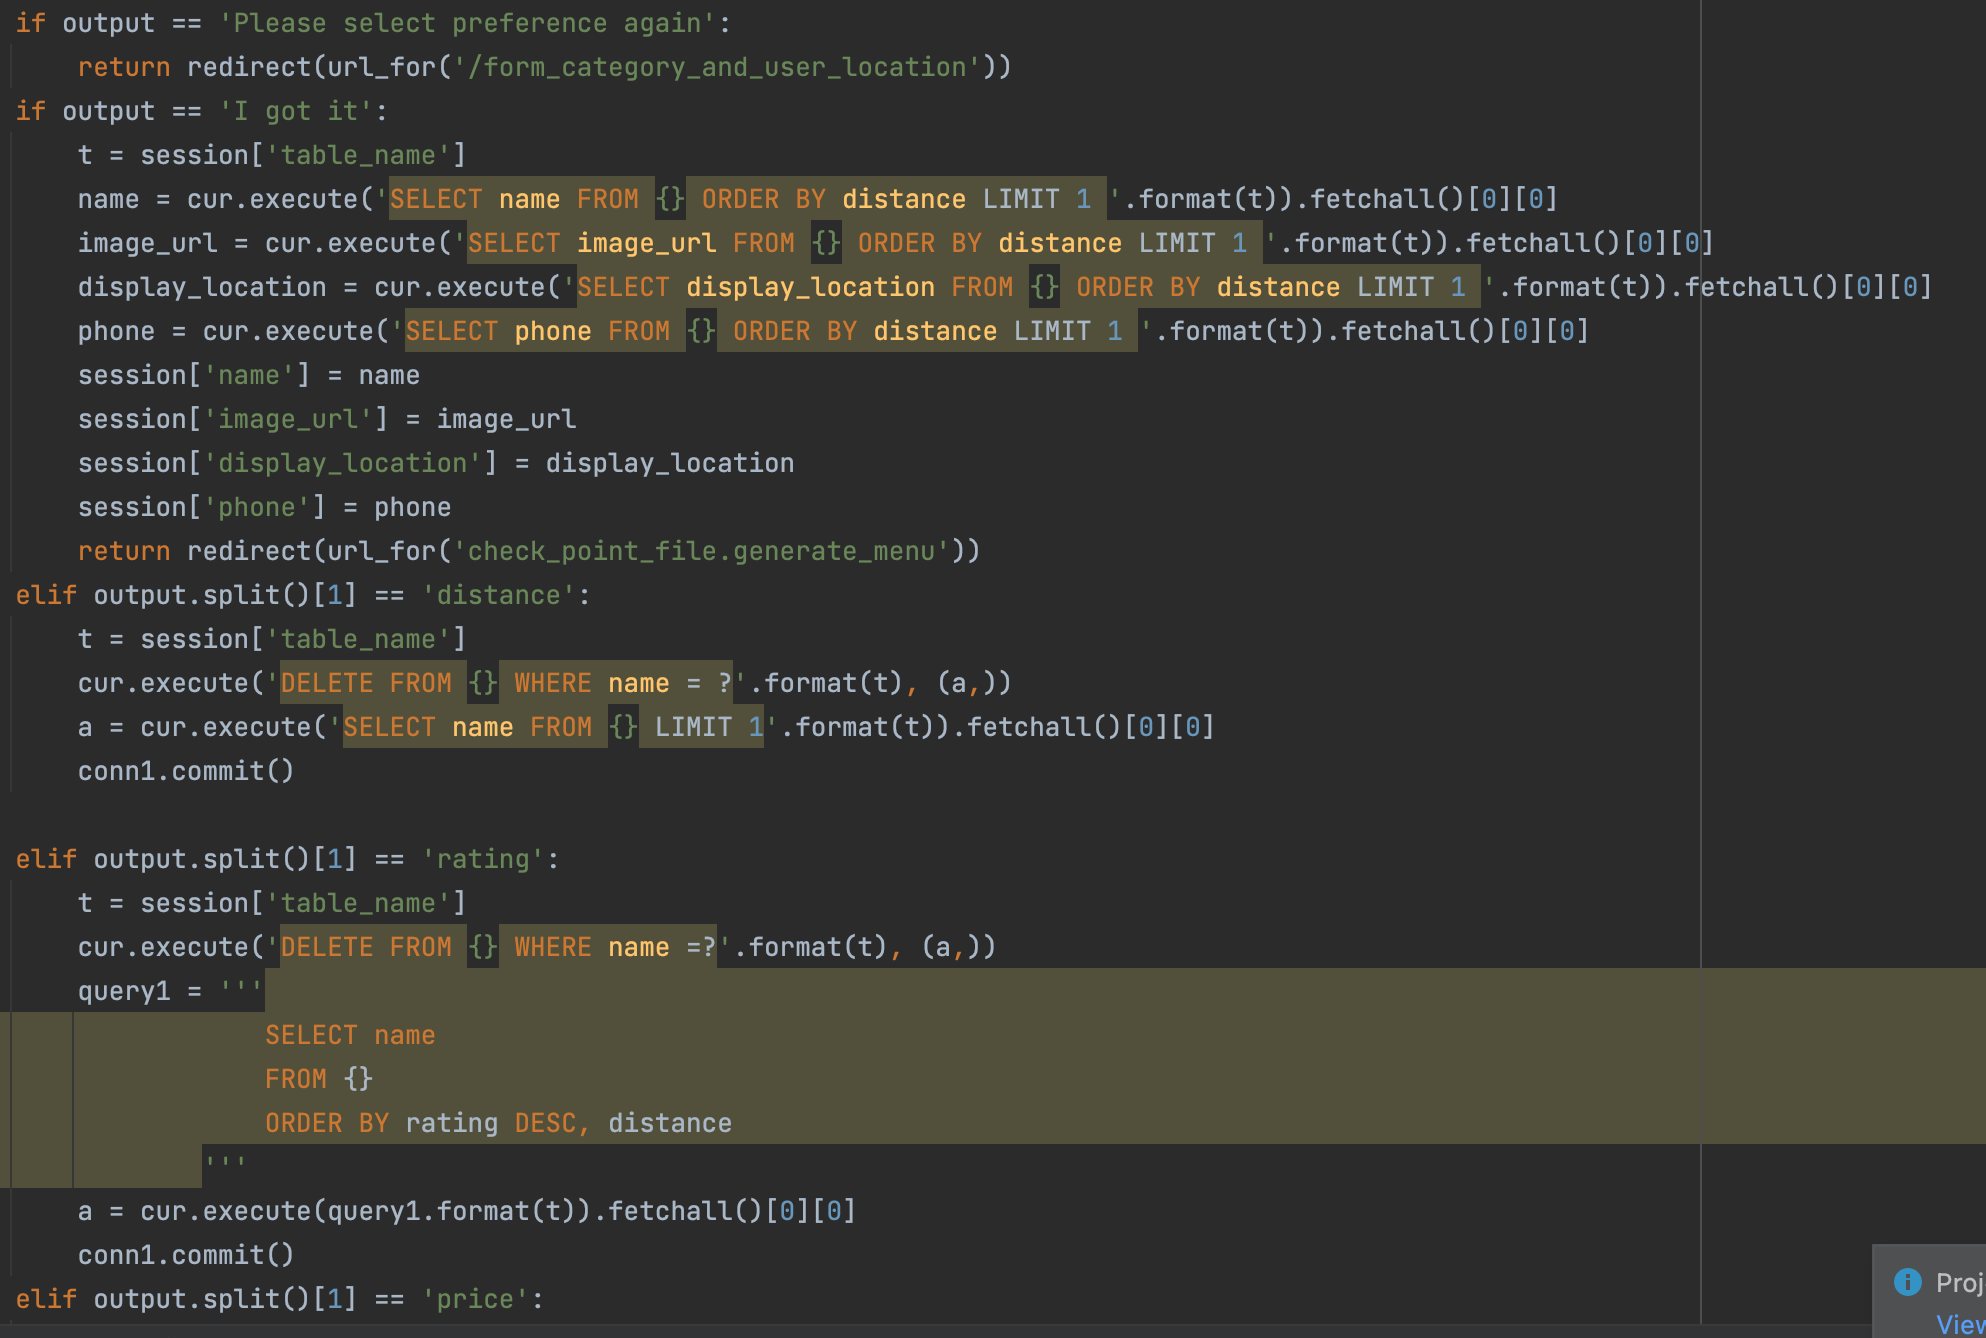 if output == 'Please select preference again':
    return redirect(url_for('/form_category_and_user_location'))
if output == 'I got it':
    t = session['table_name']
    name = cur.execute('SELECT name FROM {} ORDER BY distance LIMIT 1 '.format(t)).fetchall()[0][0]
    image_url = cur.execute('SELECT image_url FROM {} ORDER BY distance LIMIT 1 '.format(t)).fetchall()[0][0]
    display_location = cur.execute('SELECT display_location FROM {} ORDER BY distance LIMIT 1 '.format(t)).fetchall()[0][0]
    phone = cur.execute('SELECT phone FROM {} ORDER BY distance LIMIT 1 '.format(t)).fetchall()[0][0]
    session['name'] = name
    session['image_url'] = image_url
    session['display_location'] = display_location
    session['phone'] = phone
    return redirect(url_for('check_point_file.generate_menu'))
elif output.split()[1] == 'distance':
    t = session['table_name']
    cur.execute('DELETE FROM {} WHERE name = ?'.format(t), (a,))
    a = cur.execute('SELECT name FROM {} LIMIT 1'.format(t)).fetchall()[0][0]
    conn1.commit()

elif output.split()[1] == 'rating':
    t = session['table_name']
    cur.execute('DELETE FROM {} WHERE name =?'.format(t), (a,))
    query1 = '''
                SELECT name
                FROM {}
                ORDER BY rating DESC, distance
            '''
    a = cur.execute(query1.format(t)).fetchall()[0][0]
    conn1.commit()
elif output.split()[1] == 'price':
Proj
View